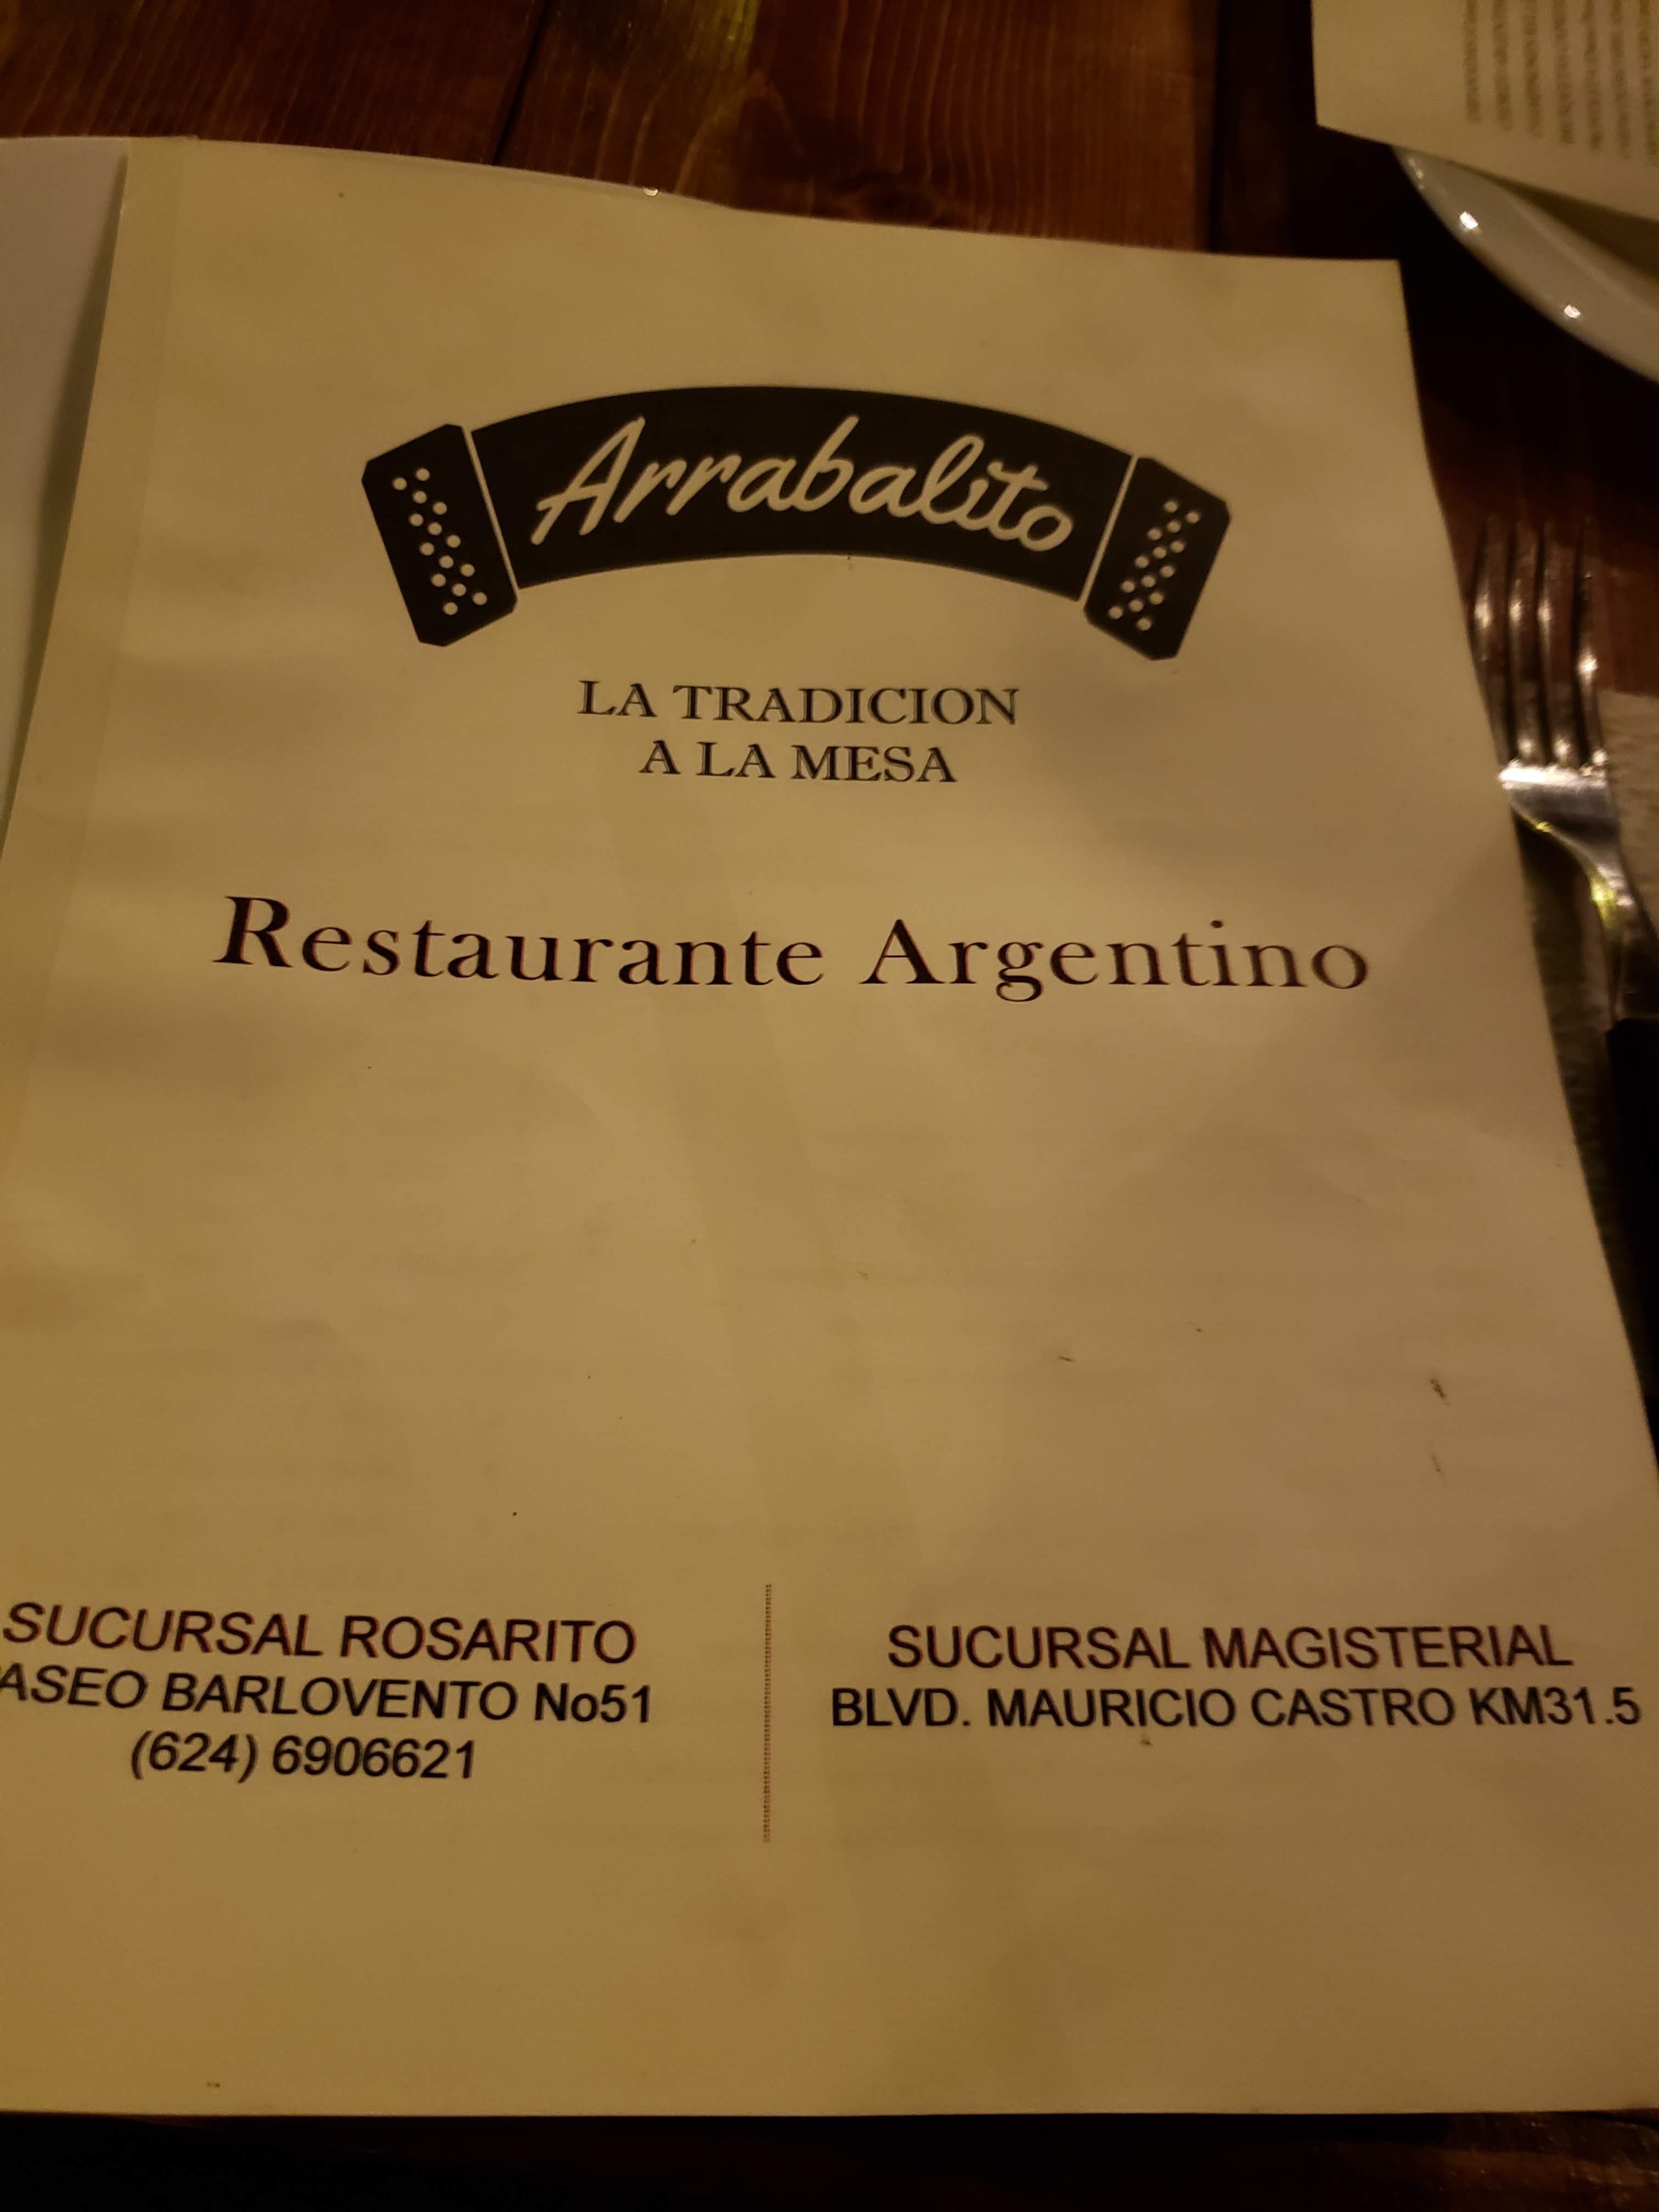 Arrabalito
LA TRADICION
A LA MESA
Restaurante Argentino
SUCURSAL ROSARITO
ASEO BARLOVENTO No51
(624) 6906621
SUCURSAL MAGISTERIAL
BLVD. MAURICIO CASTRO KM31.5